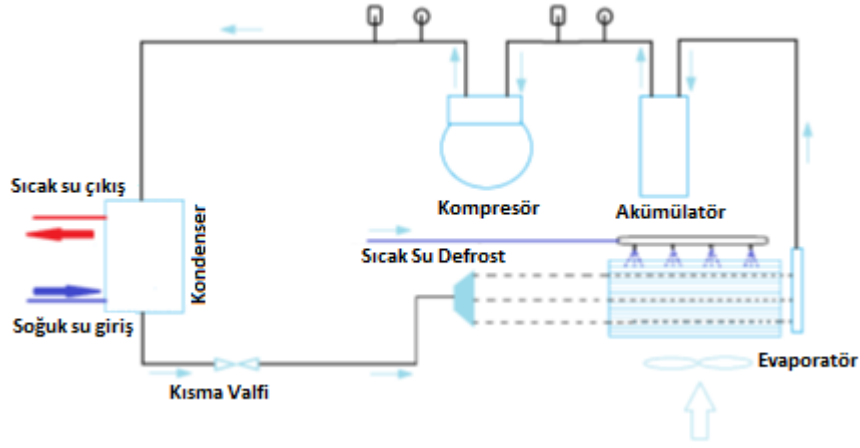 Sıcak su çıkış
Kondenser
Kompresör
Akümülatör
Sıcak Su Defrost
Soğuk su giriş
Kısma Valfi
Evaporatör